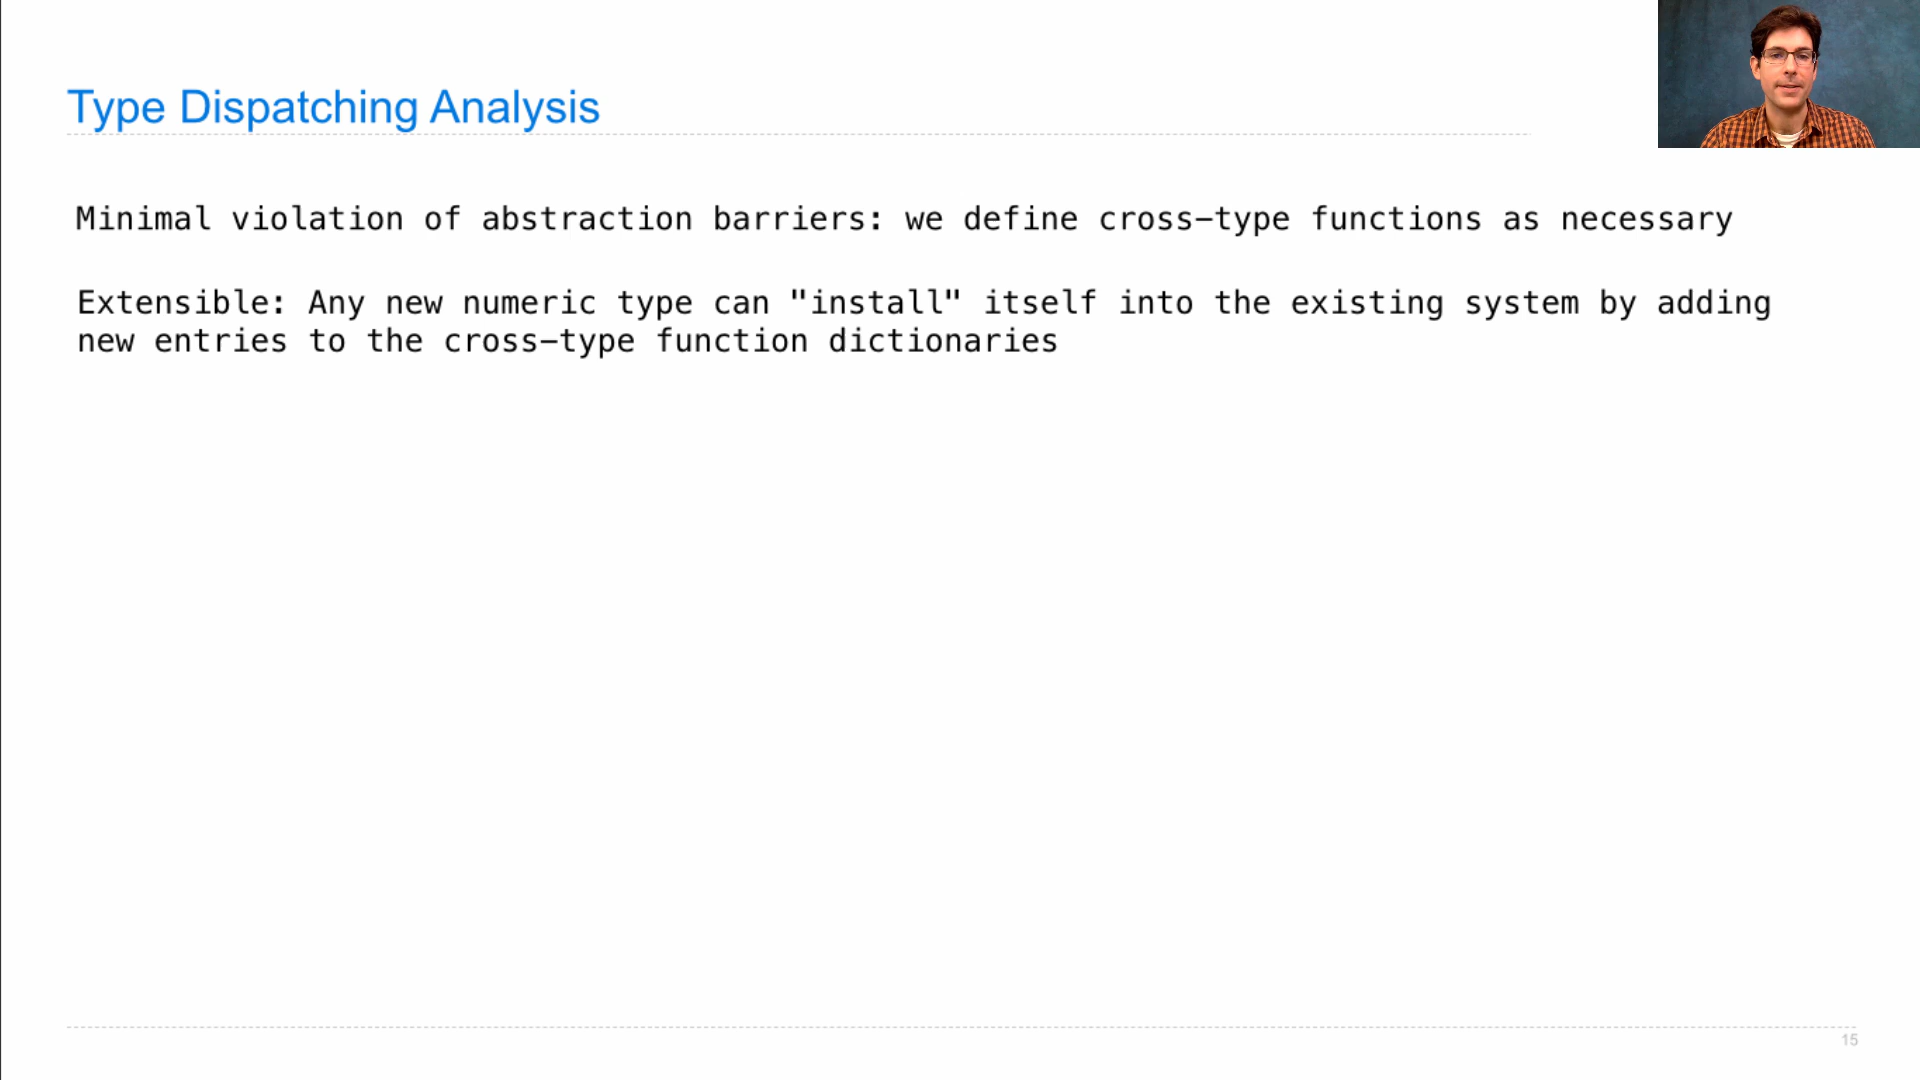 Type Dispatching Analysis
Minimal violation of abstraction barriers: we define cross-type functions as necessary
Extensible: Any new numeric type can "install" itself into the existing system by adding
new entries to the cross-type function dictionaries
15